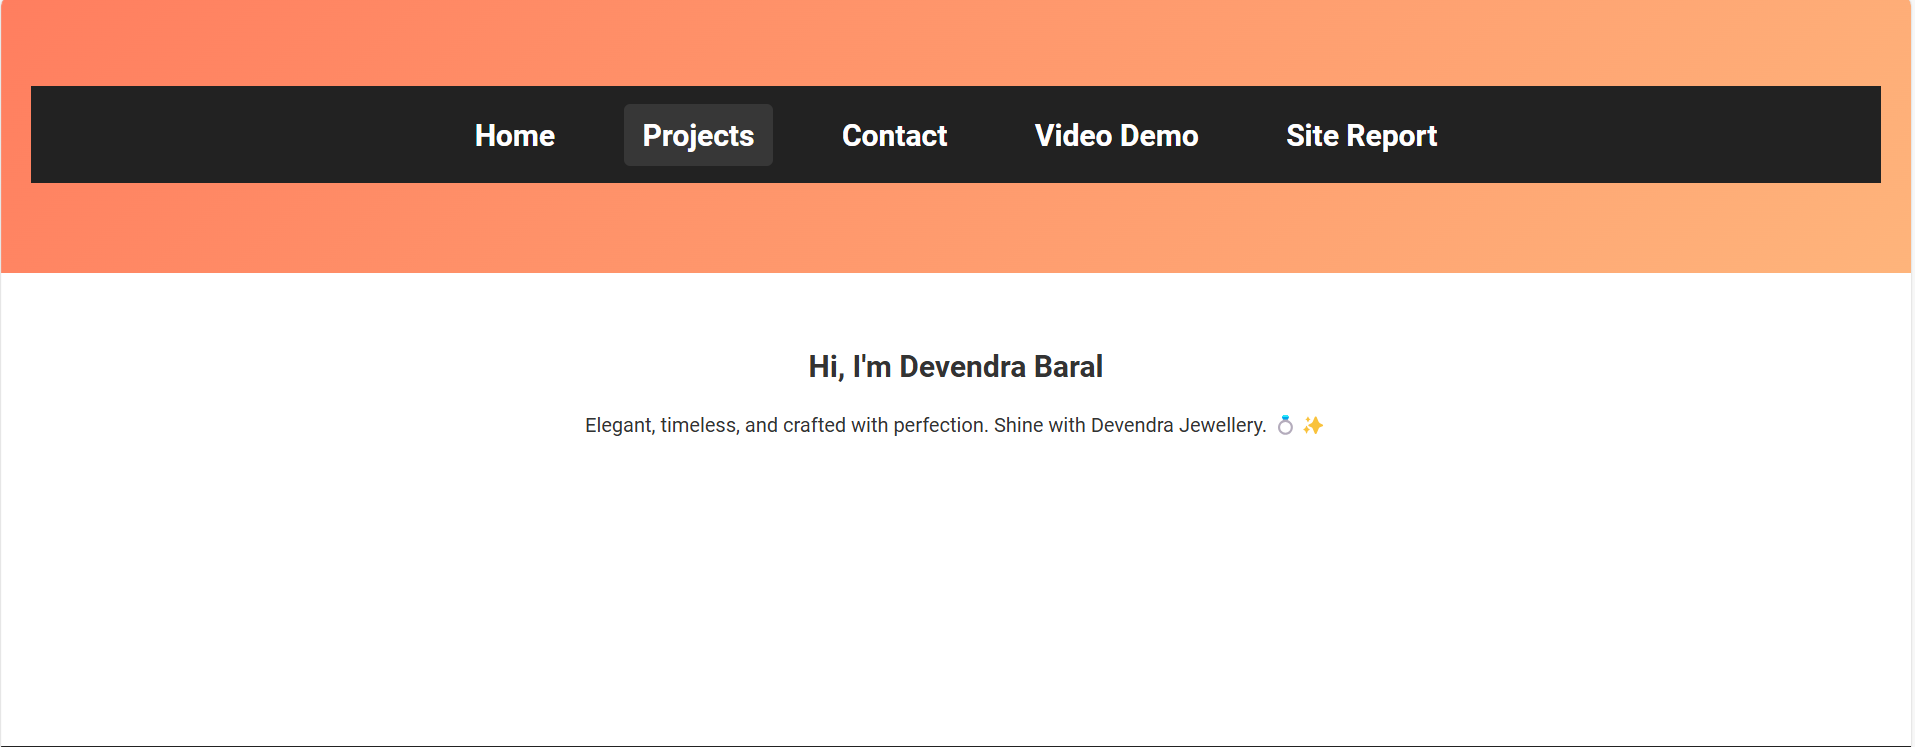 Home Projects Contact Video Demo Site Report
Hi, I'm Devendra Baral
Elegant, timeless, and crafted with perfection. Shine with Devendra Jewellery. 💍 ✨